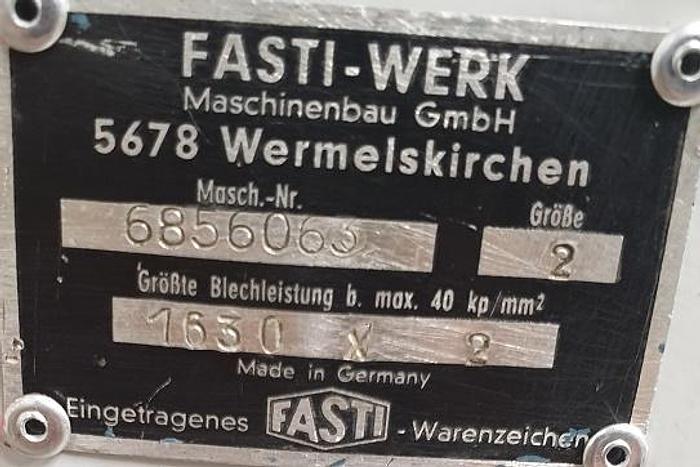 FASTI-WERK
Maschinenbau GmbH
5678 Wermelskirchen
Masch.-Nr. Größe
6856063 2
Größte Blechleistung b. max. 40 kp/mm²
1630 x 2
Made in Germany
Eingetragenes FASTI -Warenzeichen